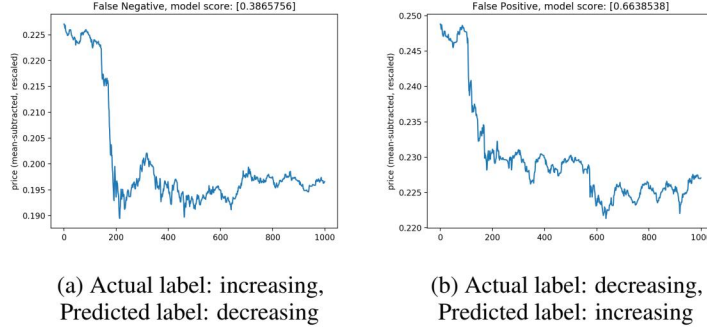 False Negative, model score: [0.3865756]
price (mean-subtracted, rescaled)
0.225
0.220
0.215
0.210
0.205
0.200
0.195
0.190
0 200 400 600 800 1000
(a) Actual label: increasing,
Predicted label: decreasing
False Positive, model score: [0.6638538]
price (mean-subtracted, rescaled)
0.250
0.245
0.240
0.235
0.230
0.225
0.220
0 200 400 600 800 1000
(b) Actual label: decreasing,
Predicted label: increasing